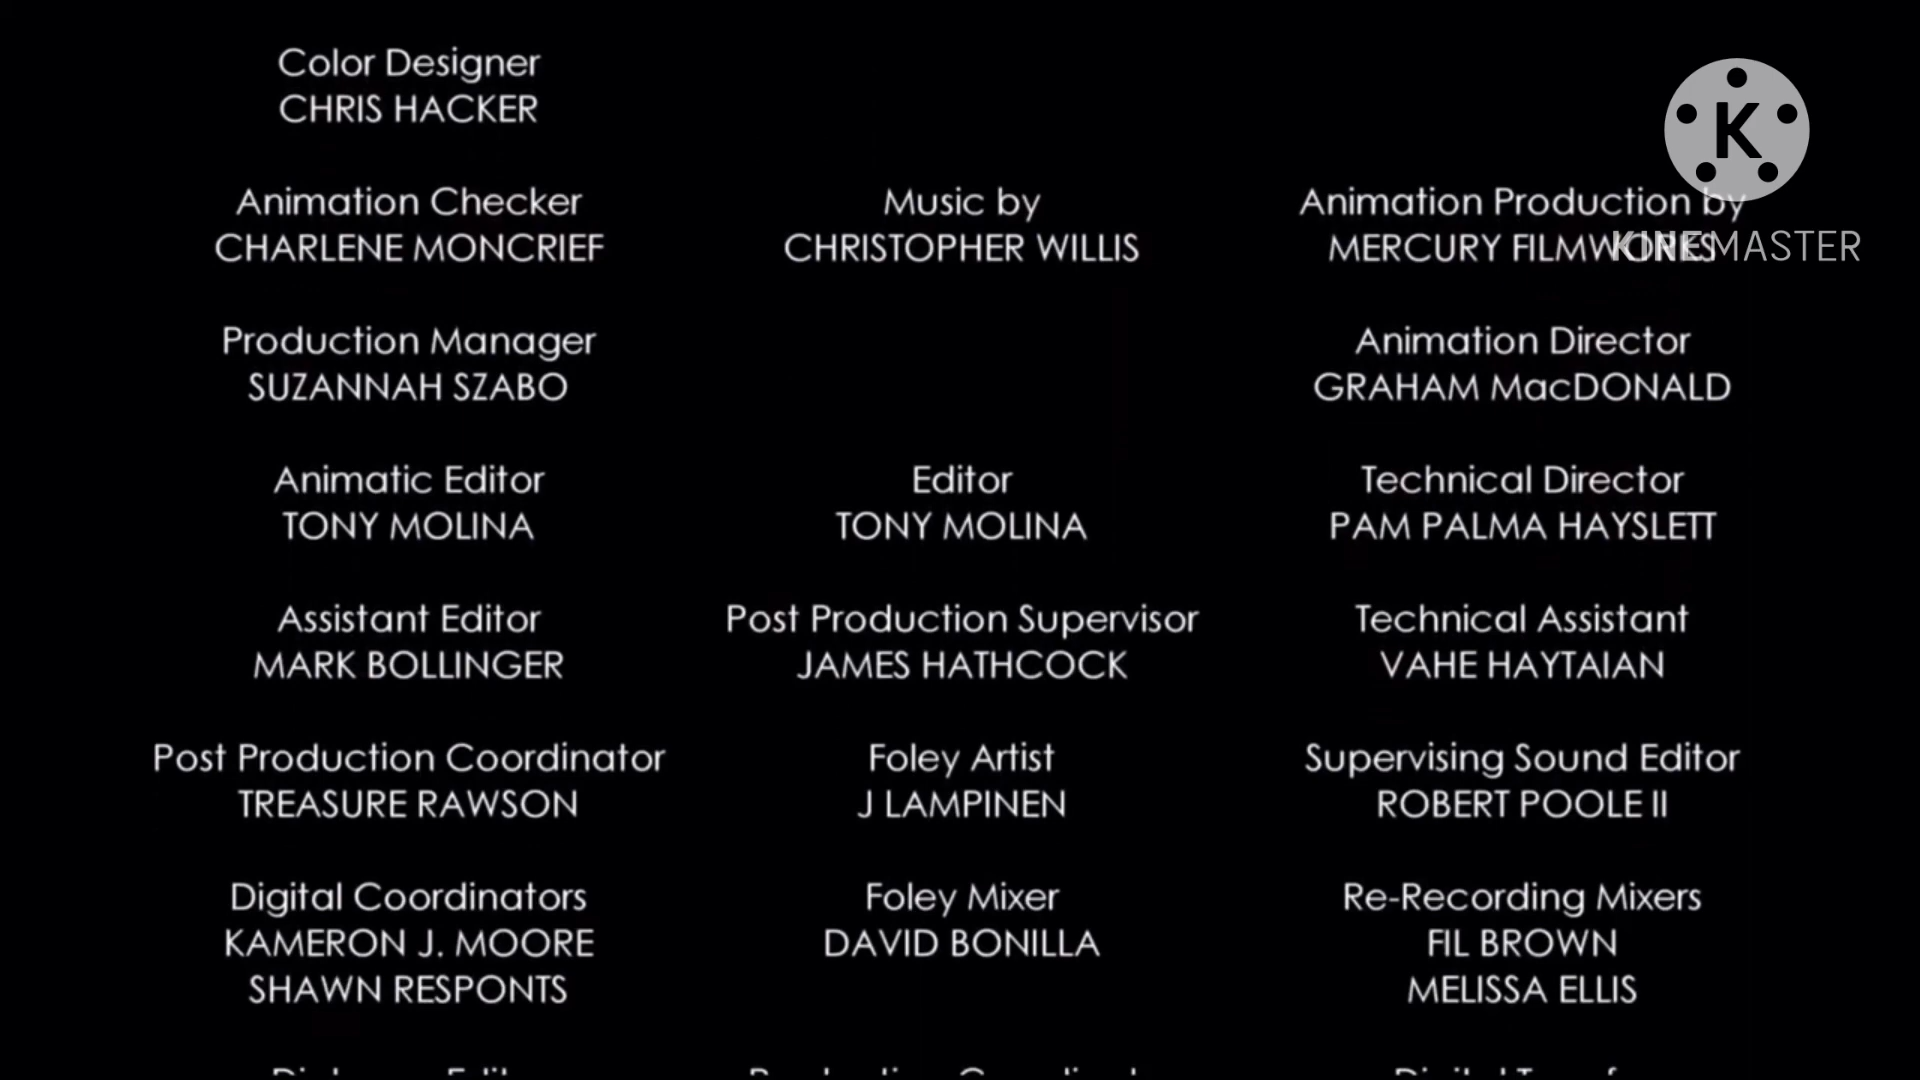 Color Designer
CHRIS HACKER
Animation Checker
CHARLENE MONCRIEF
Production Manager
SUZANNAH SZABO
Animatic Editor
TONY MOLINA
Assistant Editor
MARK BOLLINGER
Post Production Coordinator
TREASURE RAWSON
Digital Coordinators
KAMERON J. MOORE
SHAWN RESPONTS
Music by
CHRISTOPHER WILLIS
Editor
TONY MOLINA
Post Production Supervisor
JAMES HATHCOCK
Foley Artist
J LAMPINEN
Foley Mixer
DAVID BONILLA
K
KINEMASTER
Animation Production by
MERCURY FILMWORKS
Animation Director
GRAHAM MacDONALD
Technical Director
PAM PALMA HAYSLETT
Technical Assistant
VAHE HAYTAIAN
Supervising Sound Editor
ROBERT POOLE II
Re-Recording Mixers
FIL BROWN
MELISSA ELLIS